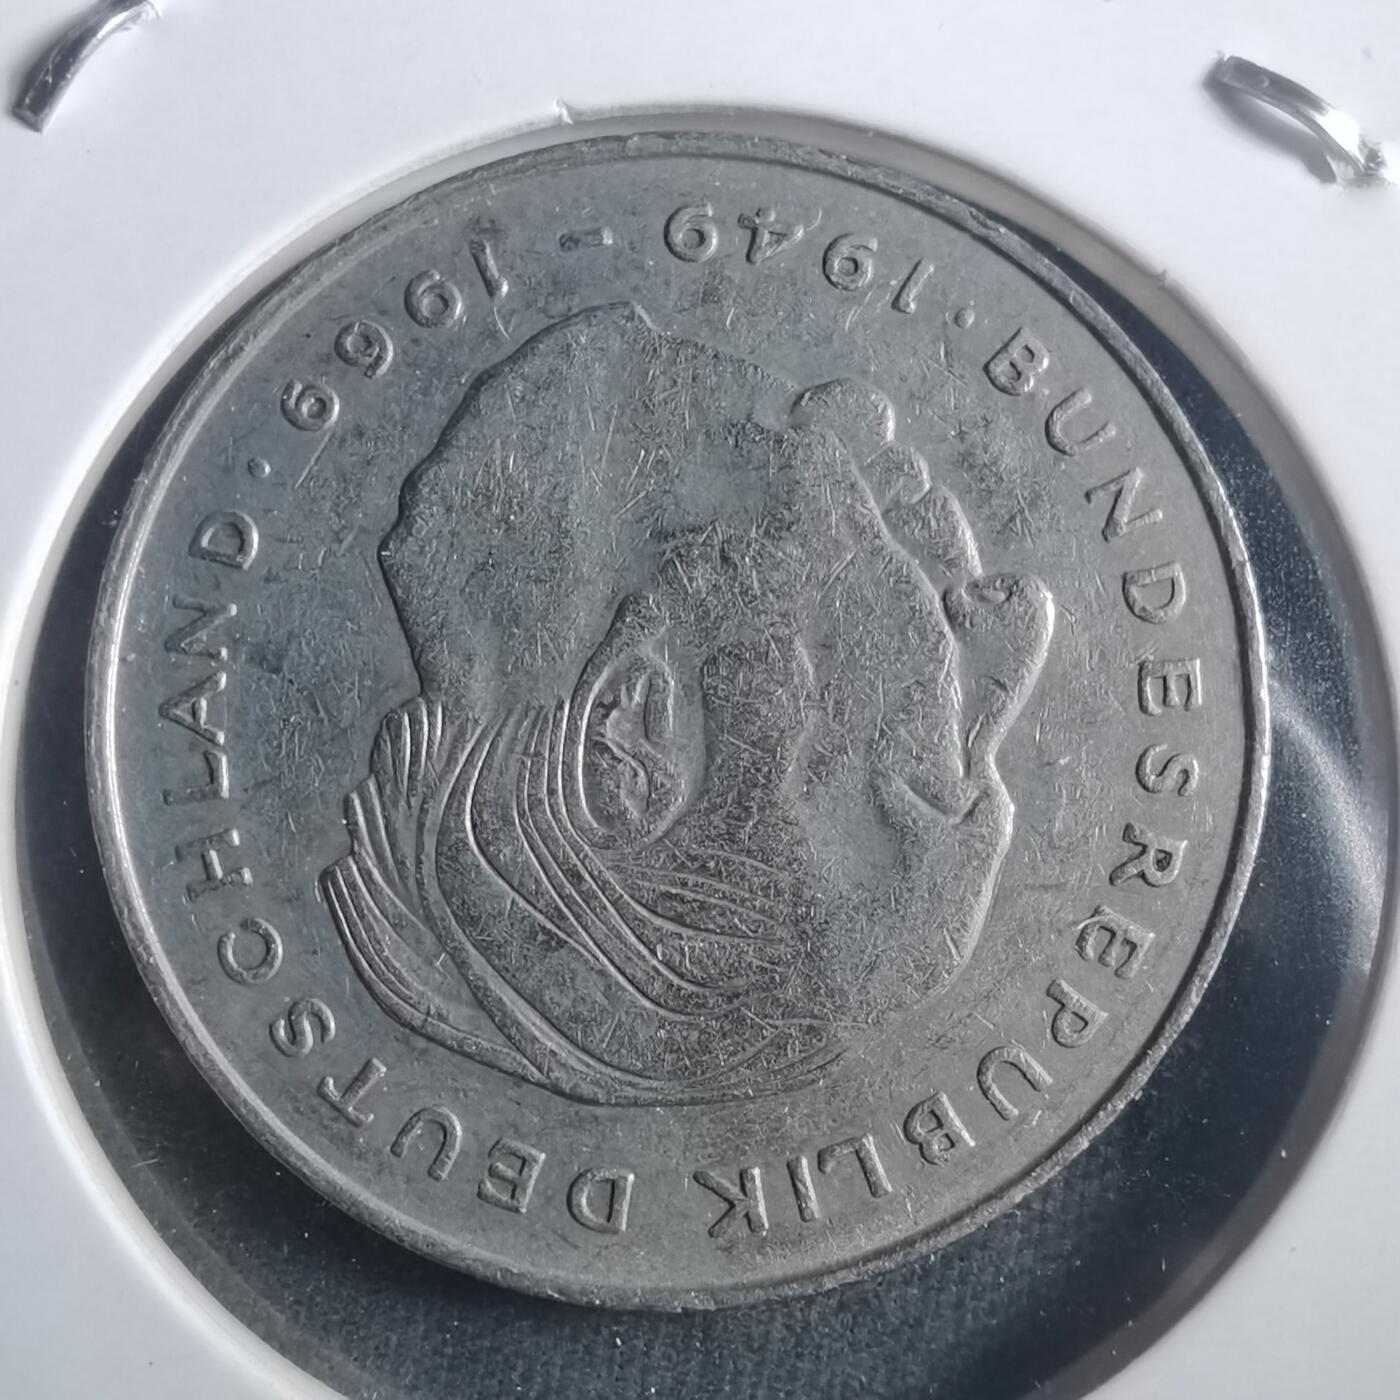 BUNDESREPUBLIK DEUTSCHLAND · 1969 - 1949 ·